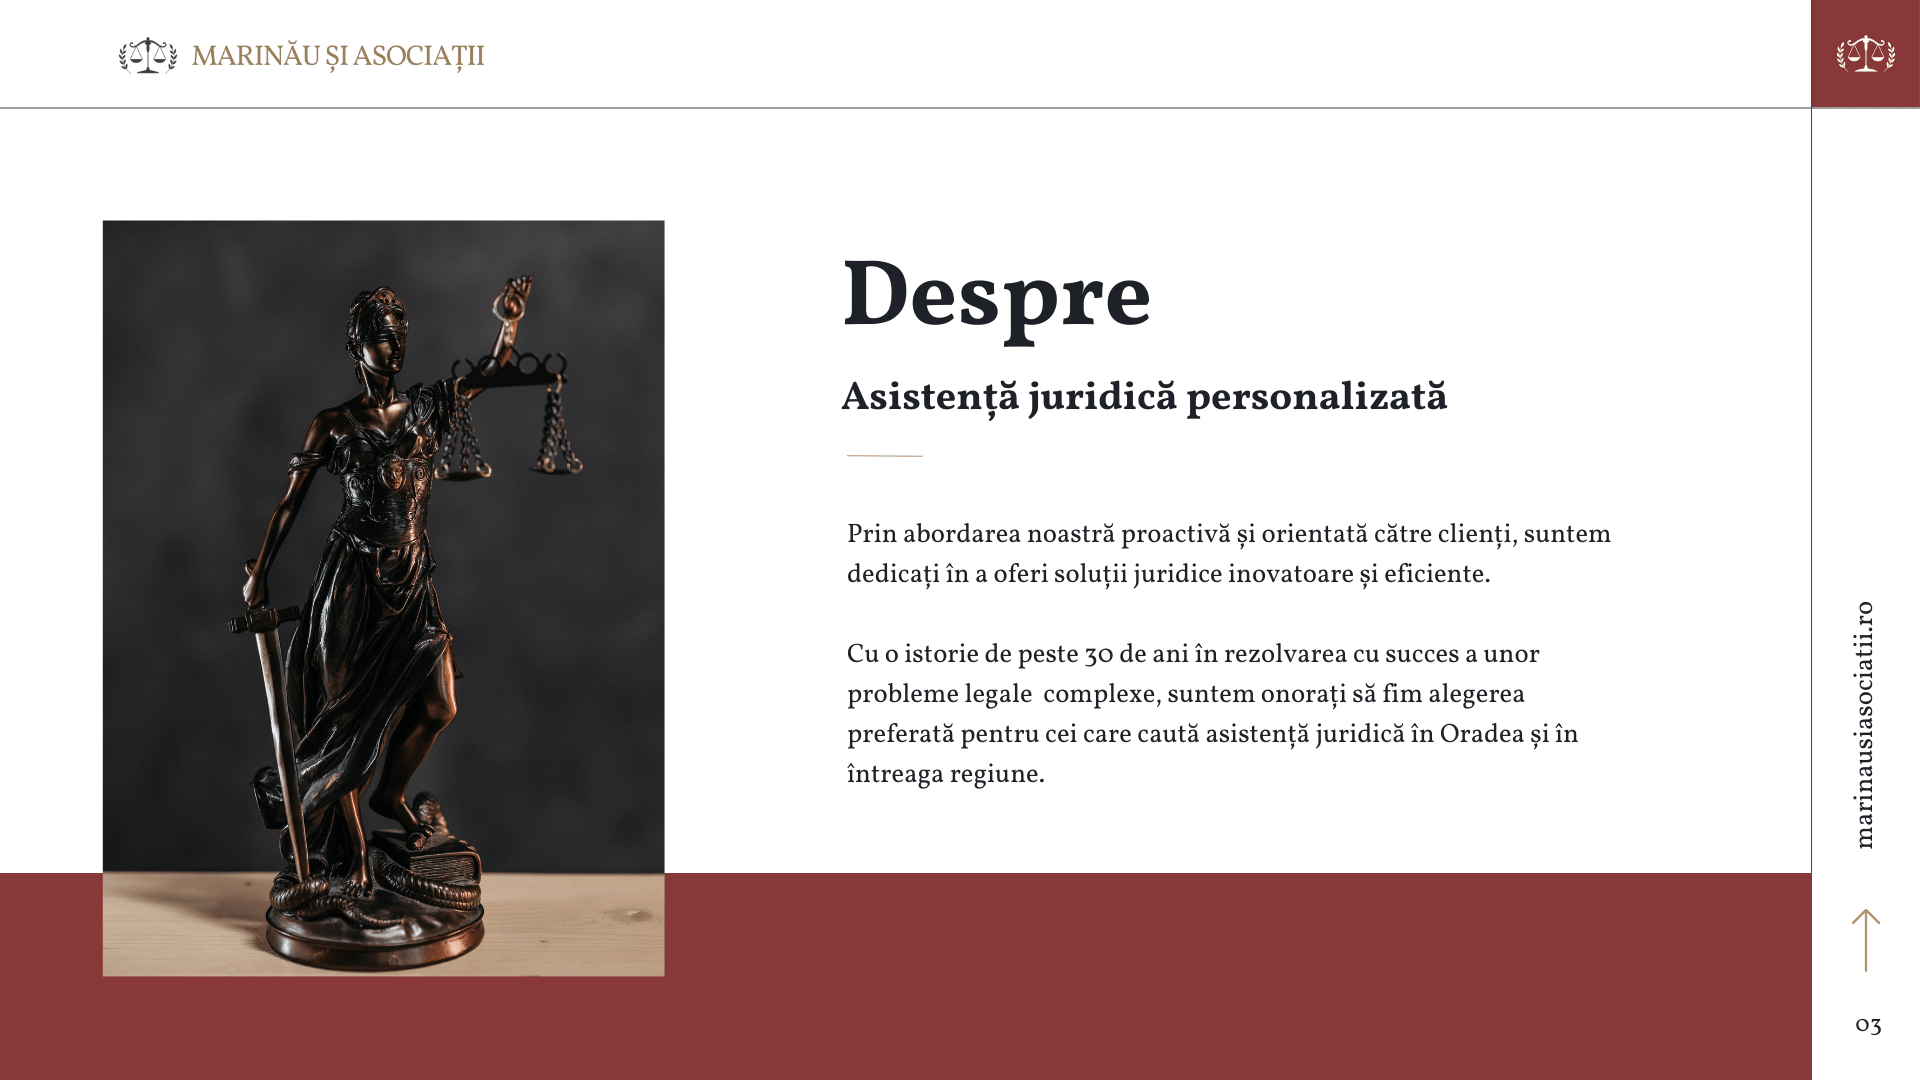 MARINĂU ȘI ASOCIAȚII
Despre
Asistență juridică personalizată
Prin abordarea noastră proactivă și orientată către clienți, suntem
dedicați în a oferi soluții juridice inovatoare și eficiente.
Cu o istorie de peste 30 de ani în rezolvarea cu succes a unor
probleme legale  complexe, suntem onorați să fim alegerea
preferată pentru cei care caută asistență juridică în Oradea și în
întreaga regiune.
marinausiasociatii.ro
03